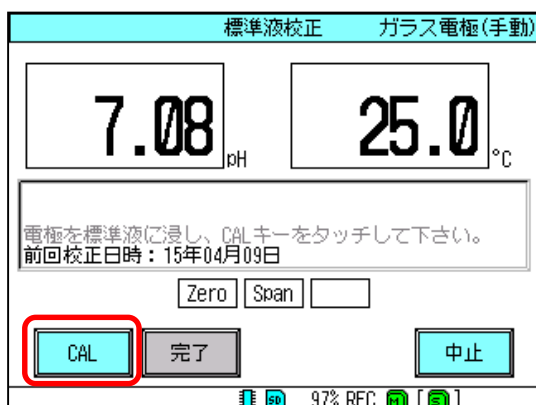 標準液校正 ガラス電極(手動)
7.08 pH 25.0 °C
電極を標準液に浸し、CALキーをタッチして下さい。
前回校正日時：15年04月09日
Zero Span
CAL 完了 中止
SD 97% REC M [S]